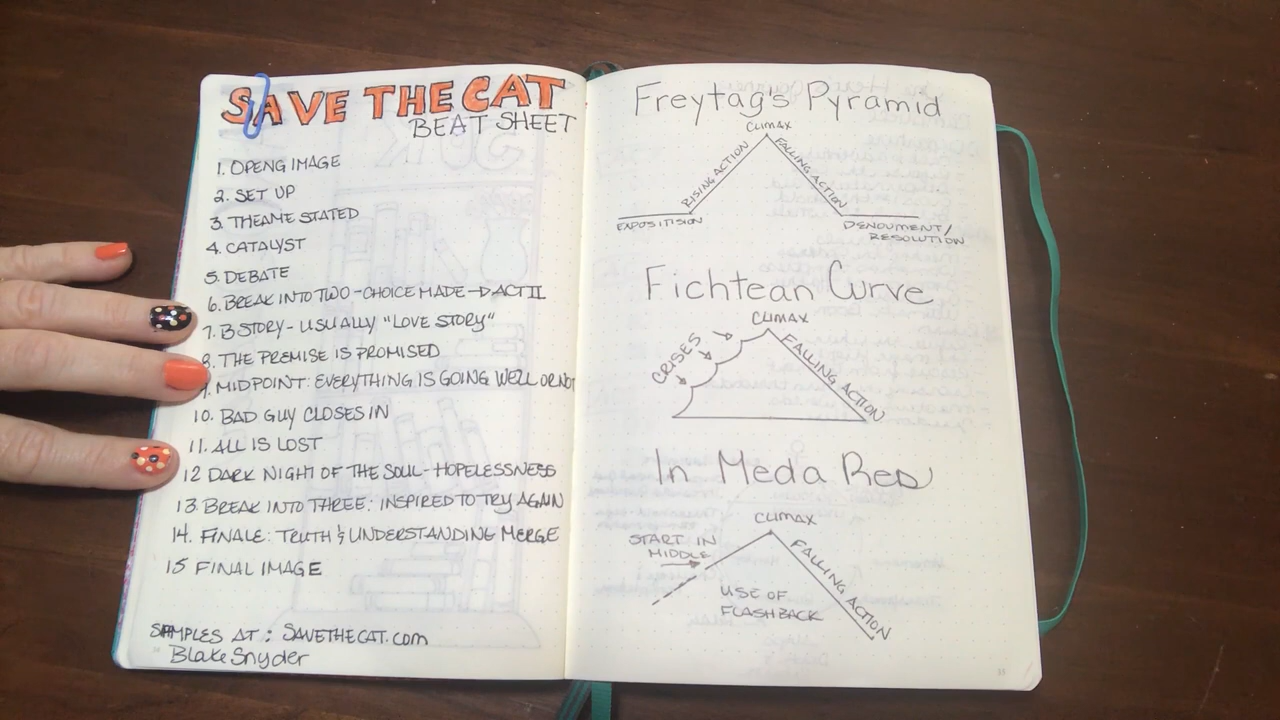 SAVE THE CAT
BEAT SHEET
1. OPENG IMAGE
2. SET UP
3. THEAME STATED
4. CATALYST
5. DEBATE
6. BREAK INTO TWO - CHOICE MADE → ACT II
7. B STORY - USUALLY "LOVE STORY"
8. THE PREMISE IS PROMISED
9. MIDPOINT: EVERYTHING IS GOING WELL OR NOT
10. BAD GUY CLOSES IN
11. ALL IS LOST
12 DARK NIGHT OF THE SOUL - HOPELESSNESS
13. BREAK INTO THREE: INSPIRED TO TRY AGAIN
14. FINALE: TRUTH & UNDERSTANDING MERGE
15 FINAL IMAGE
SAMPLES AT: SAVETHECAT.com
Blake Snyder
Freytag's Pyramid
CLIMAX
RISING ACTION
FALLING ACTION
EXPOSITISION
DENOUMENT/
RESOLUTION
Fichtean Curve
CLIMAX
CRISES
FALLING ACTION
In Meda Res
CLIMAX
START IN
MIDDLE
FALLING ACTION
USE OF
FLASHBACK